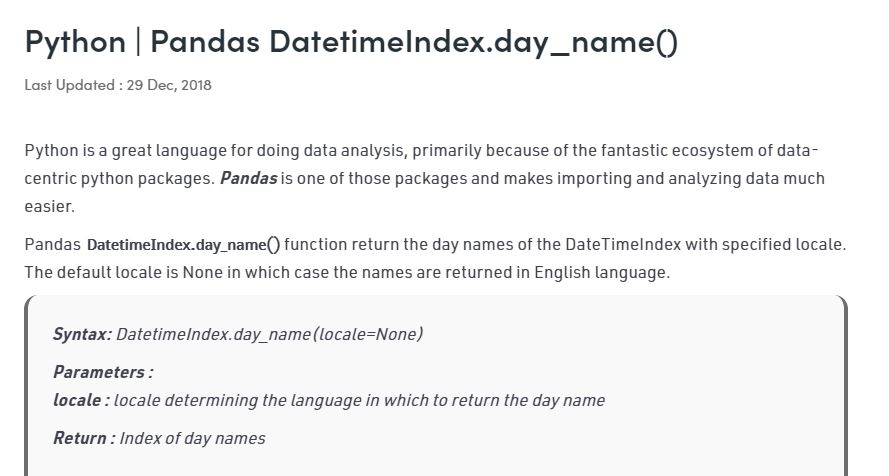 Python | Pandas DatetimeIndex.day_name()
Last Updated : 29 Dec, 2018
Python is a great language for doing data analysis, primarily because of the fantastic ecosystem of data-
centric python packages. Pandas is one of those packages and makes importing and analyzing data much
easier.
Pandas DatetimeIndex.day_name() function return the day names of the DateTimeIndex with specified locale.
The default locale is None in which case the names are returned in English language.
Syntax: DatetimeIndex.day_name(locale=None)
Parameters :
locale : locale determining the language in which to return the day name
Return : Index of day names